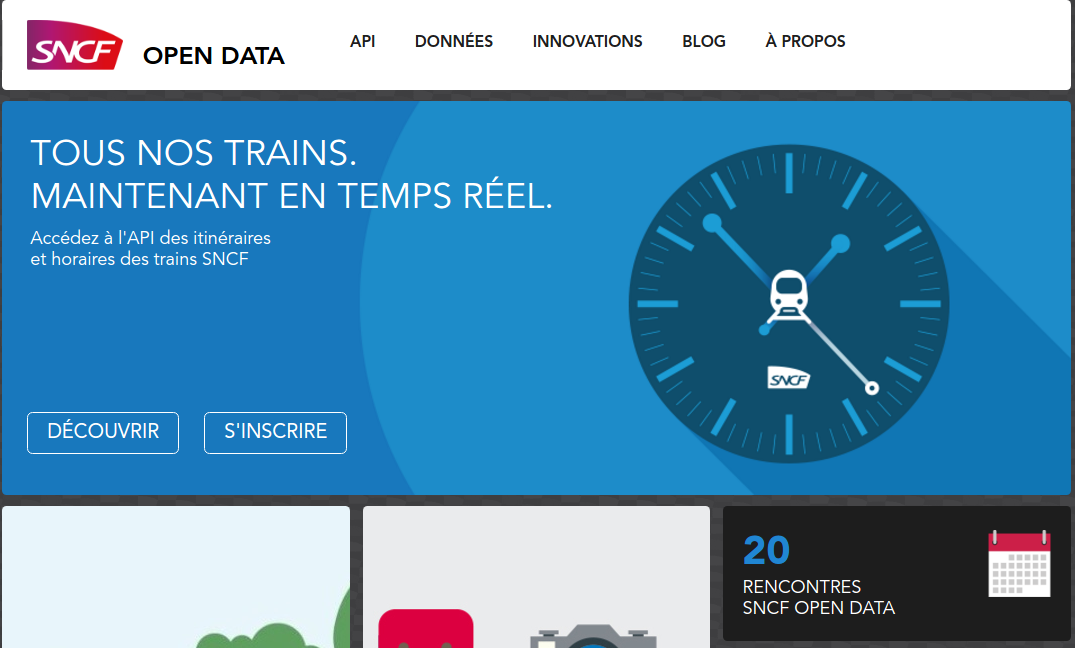 SNCF
OPEN DATA
API
DONNÉES
INNOVATIONS
BLOG
À PROPOS
TOUS NOS TRAINS.
MAINTENANT EN TEMPS RÉEL.
Accédez à l'API des itinéraires
et horaires des trains SNCF
SNCF
DÉCOUVRIR
S'INSCRIRE
20
RENCONTRES
SNCF OPEN DATA